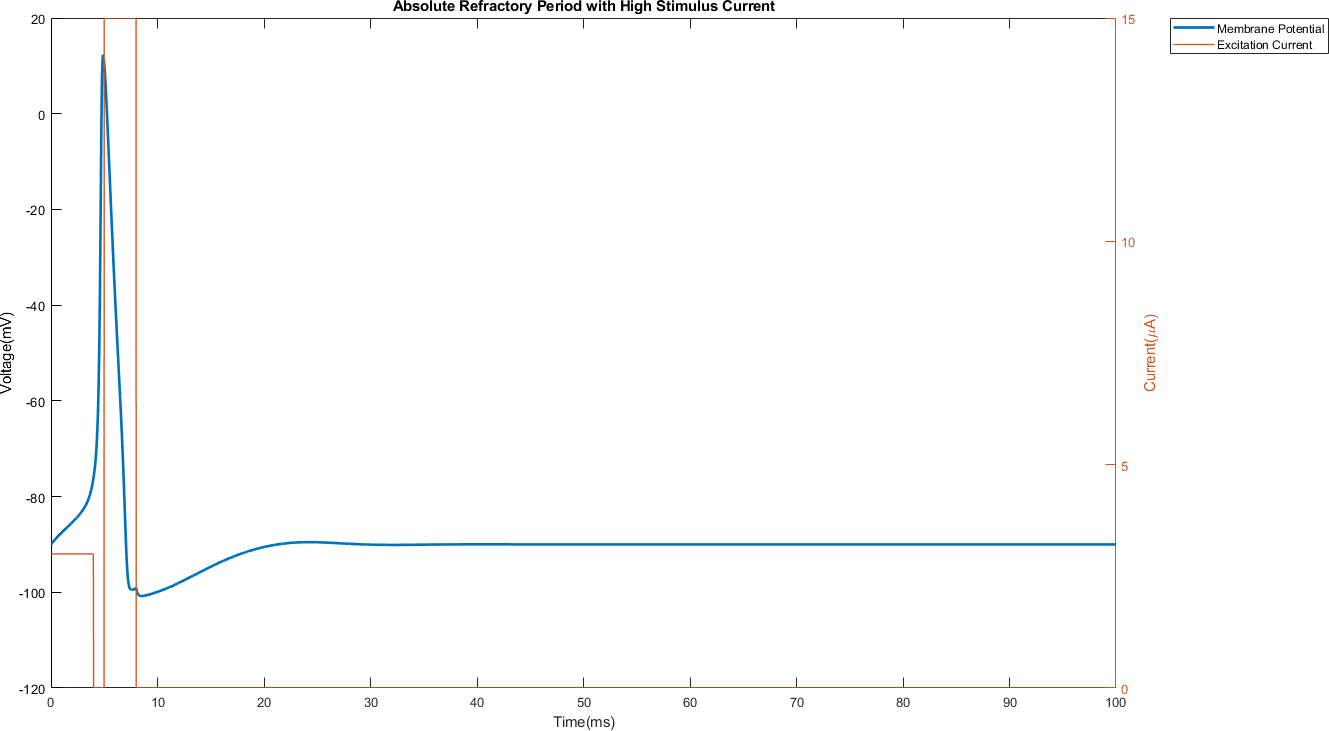 Absolute Refractory Period with High Stimulus Current
Membrane Potential
Excitation Current
20
0
-20
-40
-60
-80
-100
-120
Voltage(mV)
15
10
5
0
Current(μA)
0 10 20 30 40 50 60 70 80 90 100
Time(ms)